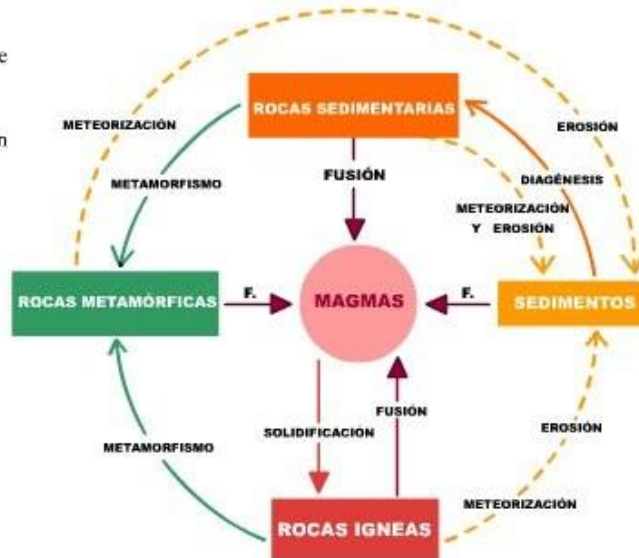 e
n
METEORIZACIÓN
ROCAS SEDIMENTARIAS
EROSIÓN
METAMORFISMO
FUSIÓN
DIAGÉNESIS
METEORIZACIÓN
Y EROSIÓN
ROCAS METAMÓRFICAS
F.
MAGMAS
F.
SEDIMENTOS
SOLIDIFICACIÓN
FUSIÓN
METAMORFISMO
EROSIÓN
METEORIZACIÓN
ROCAS IGNEAS